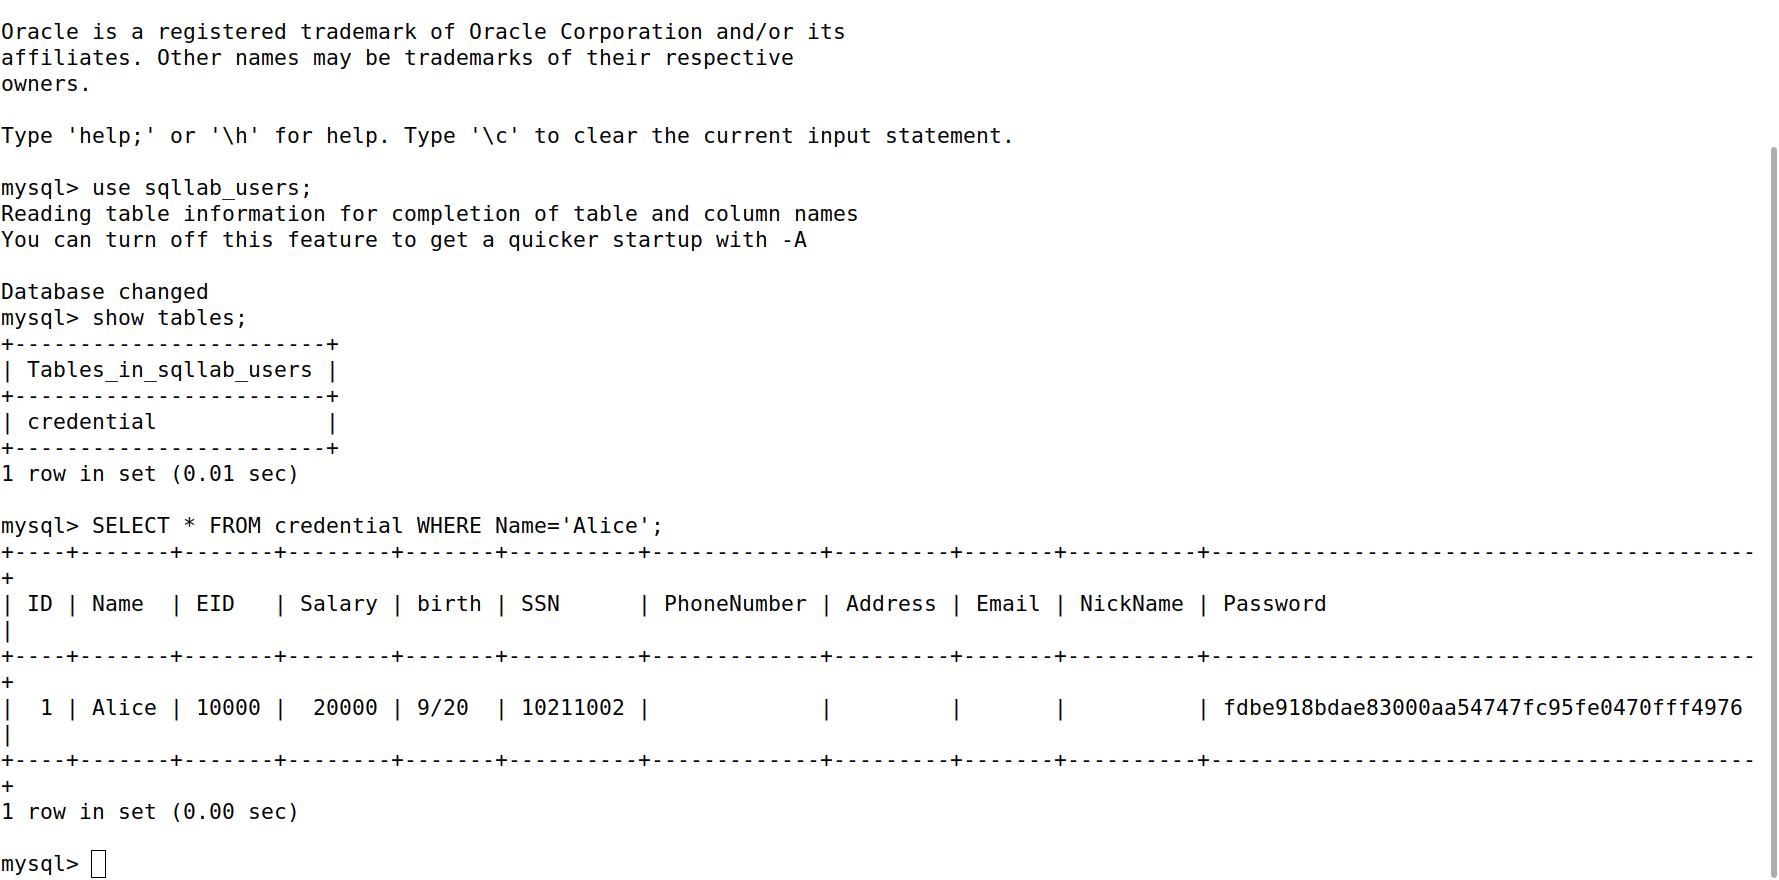 Oracle is a registered trademark of Oracle Corporation and/or its
affiliates. Other names may be trademarks of their respective
owners.

Type 'help;' or '\h' for help. Type '\c' to clear the current input statement.

mysql> use sqllab_users;
Reading table information for completion of table and column names
You can turn off this feature to get a quicker startup with -A

Database changed
mysql> show tables;
+------------------------+
| Tables_in_sqllab_users |
+------------------------+
| credential             |
+------------------------+
1 row in set (0.01 sec)

mysql> SELECT * FROM credential WHERE Name='Alice';
+----+-------+-------+--------+-------+----------+-------------+---------+-------+----------+------------------------------------------
+
| ID | Name  | EID   | Salary | birth | SSN      | PhoneNumber | Address | Email | NickName | Password
|
+----+-------+-------+--------+-------+----------+-------------+---------+-------+----------+------------------------------------------
+
|  1 | Alice | 10000 |  20000 | 9/20  | 10211002 |             |         |       |          | fdbe918bdae83000aa54747fc95fe0470fff4976
|
+----+-------+-------+--------+-------+----------+-------------+---------+-------+----------+------------------------------------------
+
1 row in set (0.00 sec)

mysql>